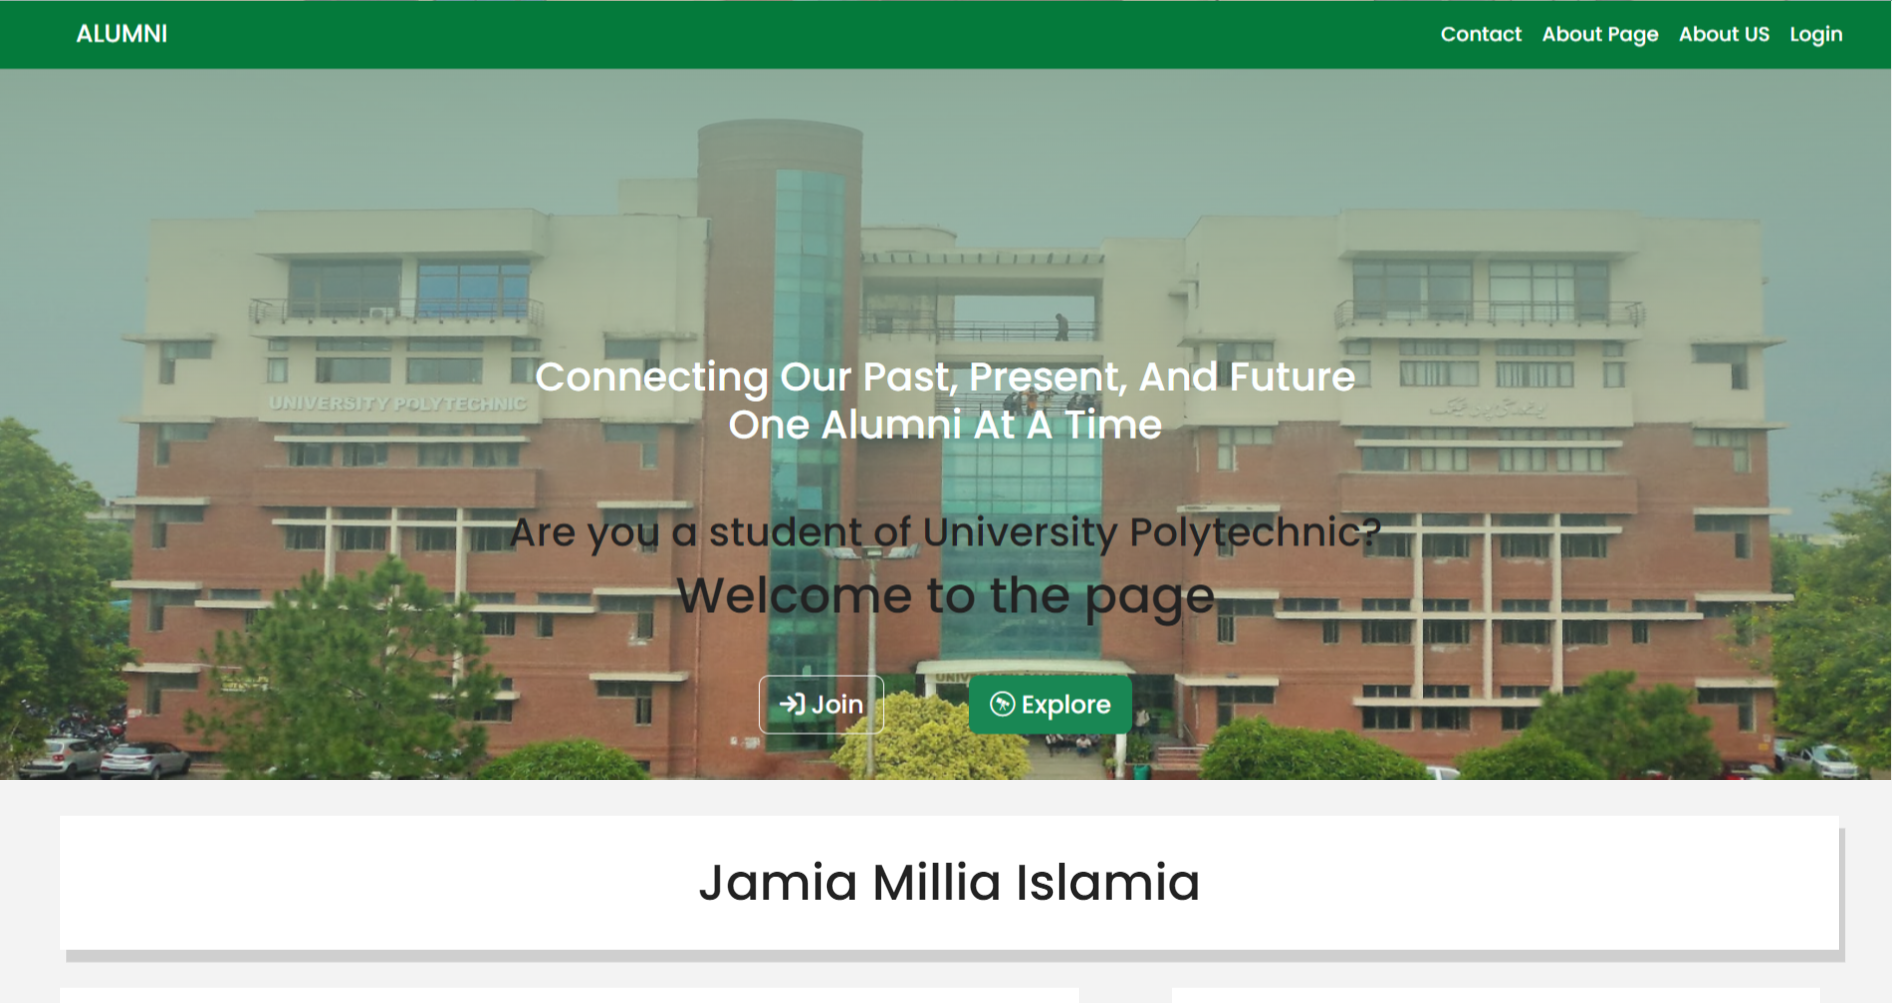 ALUMNI
Contact About Page About US Login
UNIVERSITY POLYTECHNIC
Connecting Our Past, Present, And Future
One Alumni At A Time
Are you a student of University Polytechnic?
Welcome to the page
Join Explore
Jamia Millia Islamia